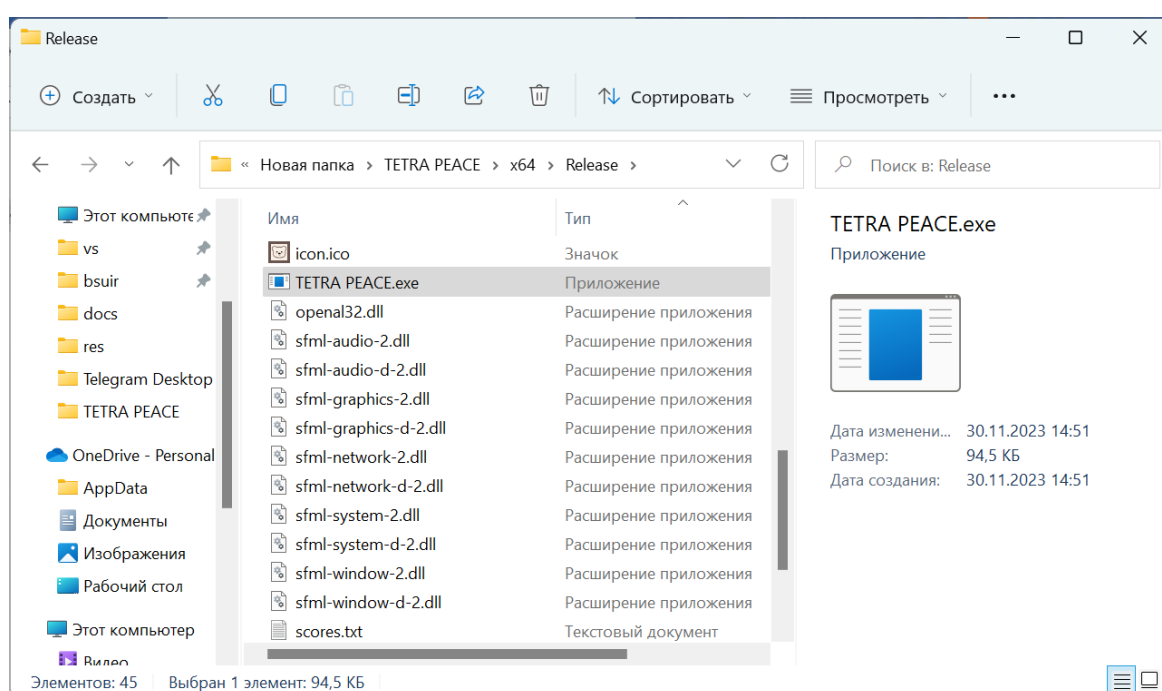 Release
Создать
Сортировать
Просмотреть
« Новая папка > TETRA PEACE > x64 > Release >
Поиск в: Release
Этот компьюте
vs
bsuir
docs
res
Telegram Desktop
TETRA PEACE
OneDrive - Personal
AppData
Документы
Изображения
Рабочий стол
Этот компьютер
Видео
Имя Тип
icon.ico Значок
TETRA PEACE.exe Приложение
openal32.dll Расширение приложения
sfml-audio-2.dll Расширение приложения
sfml-audio-d-2.dll Расширение приложения
sfml-graphics-2.dll Расширение приложения
sfml-graphics-d-2.dll Расширение приложения
sfml-network-2.dll Расширение приложения
sfml-network-d-2.dll Расширение приложения
sfml-system-2.dll Расширение приложения
sfml-system-d-2.dll Расширение приложения
sfml-window-2.dll Расширение приложения
sfml-window-d-2.dll Расширение приложения
scores.txt Текстовый документ
TETRA PEACE.exe
Приложение
Дата изменени... 30.11.2023 14:51
Размер: 94,5 КБ
Дата создания: 30.11.2023 14:51
Элементов: 45 Выбран 1 элемент: 94,5 КБ